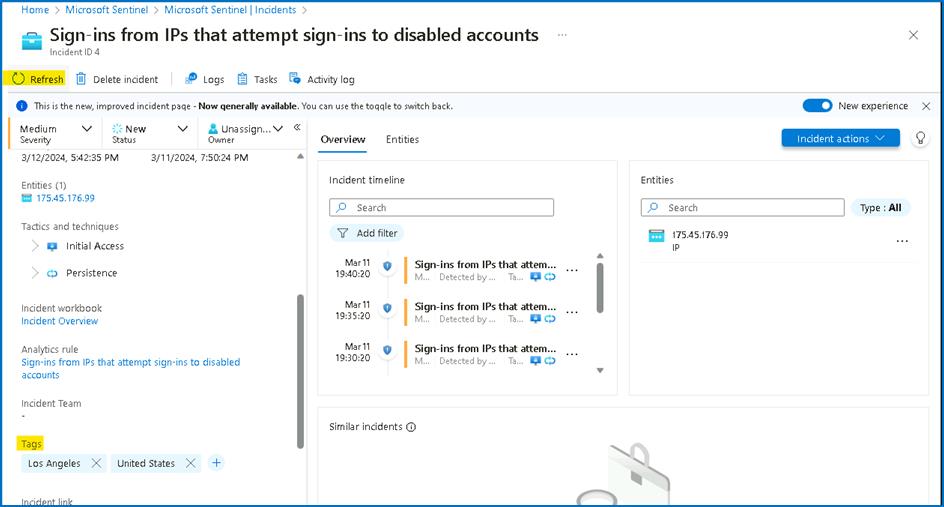 Home > Microsoft Sentinel > Microsoft Sentinel | Incidents >
Sign-ins from IPs that attempt sign-ins to disabled accounts ...
Incident ID 4
Refresh Delete incident Logs Tasks Activity log
This is the new, improved incident page - Now generally available. You can use the toggle to switch back. New experience
Medium
Severity
New
Status
Unassign...
Owner
3/12/2024, 5:42:35 PM 3/11/2024, 7:50:24 PM
Entities (1)
175.45.176.99
Tactics and techniques
Initial Access
Persistence
Incident workbook
Incident Overview
Analytics rule
Sign-ins from IPs that attempt sign-ins to disabled
accounts
Incident Team
-
Tags
Los Angeles United States
Incident link
Overview Entities
Incident actions
Incident timeline
Search
Add filter
Mar 11
19:40:20
Sign-ins from IPs that attem...
M... Detected by ... Ta...
Mar 11
19:35:20
Sign-ins from IPs that attem...
M... Detected by ... Ta...
Mar 11
19:30:20
Sign-ins from IPs that attem...
M... Detected by ... Ta...
Entities
Search
Type : All
175.45.176.99
IP
Similar incidents